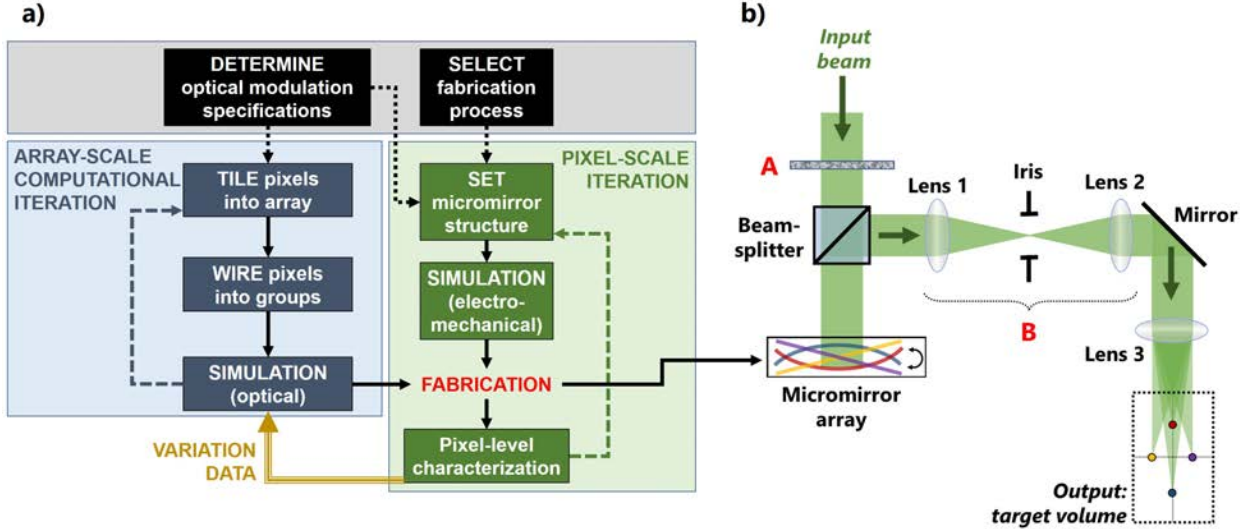 a)
DETERMINE
optical modulation
specifications
SELECT
fabrication
process
ARRAY-SCALE
COMPUTATIONAL
ITERATION
TILE pixels
into array
WIRE pixels
into groups
SIMULATION
(optical)
VARIATION
DATA
PIXEL-SCALE
ITERATION
SET
micromirror
structure
SIMULATION
(electro-
mechanical)
FABRICATION
Pixel-level
characterization
b)
Input
beam
A
Beam-
splitter
Lens 1
Iris
Lens 2
Mirror
B
Micromirror
array
Lens 3
Output:
target volume